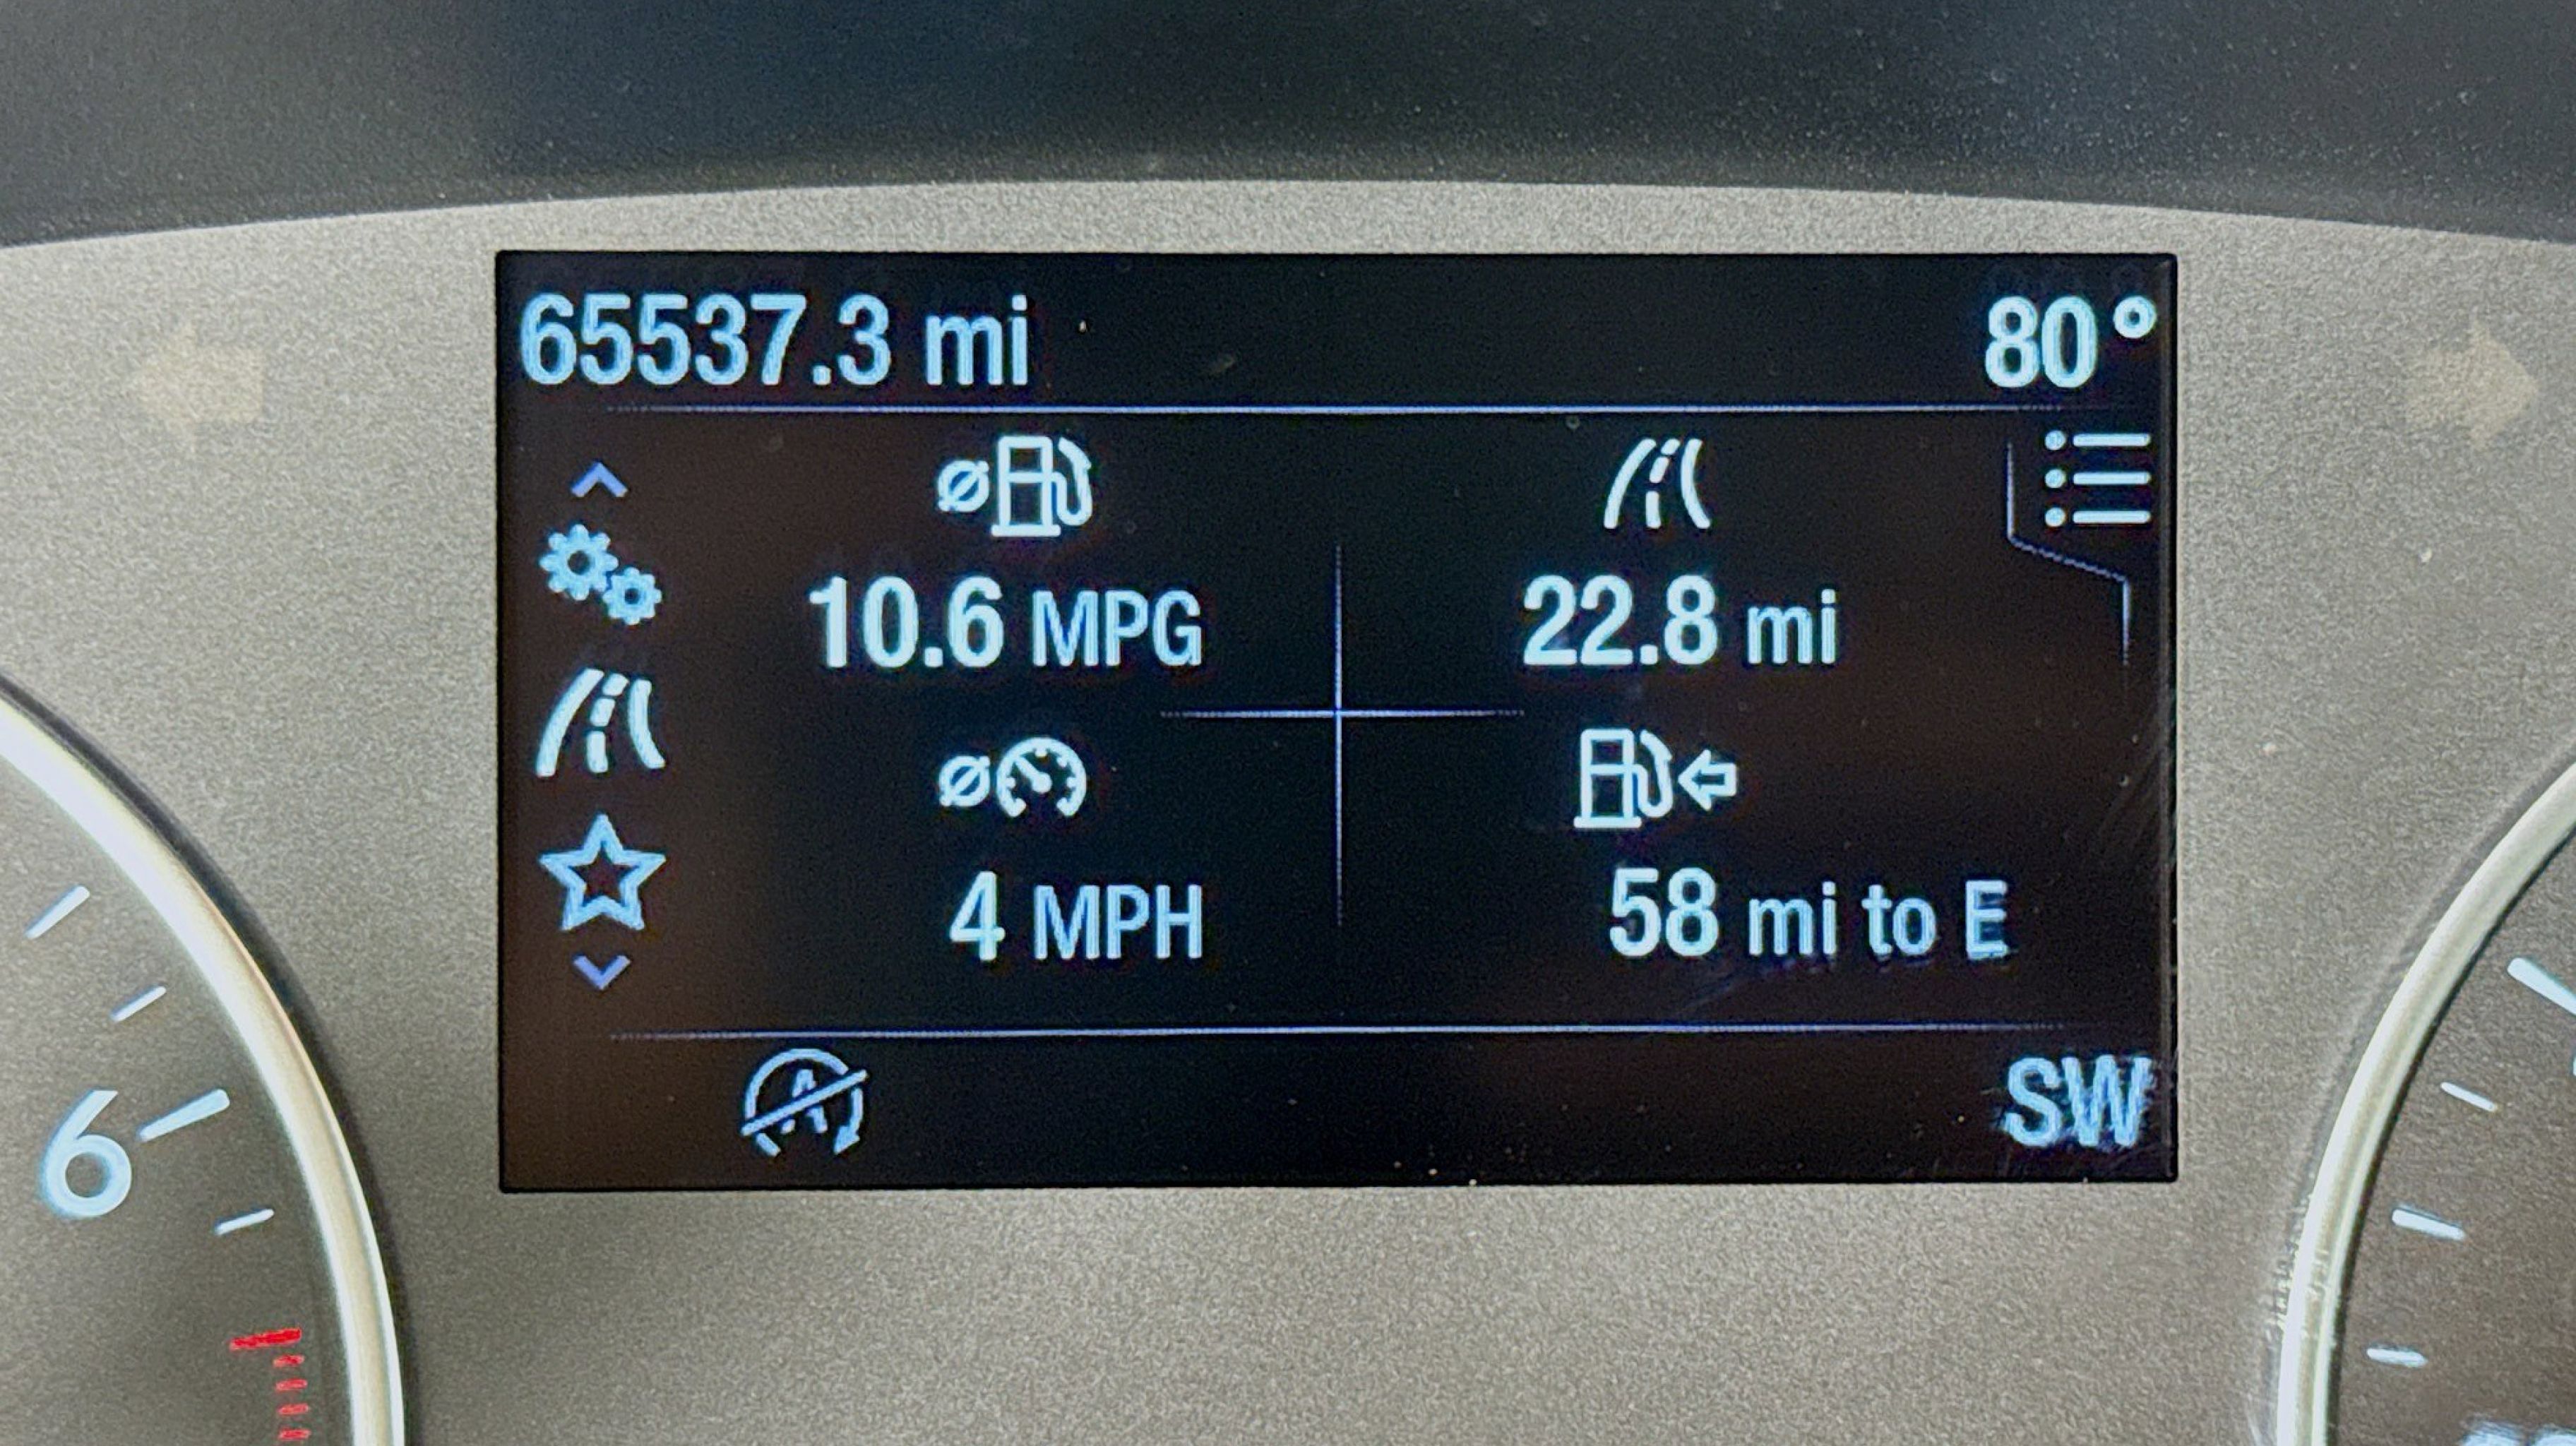 65537.3 mi 80°
10.6 MPG 22.8 mi
4 MPH 58 mi to E
A
SW
6